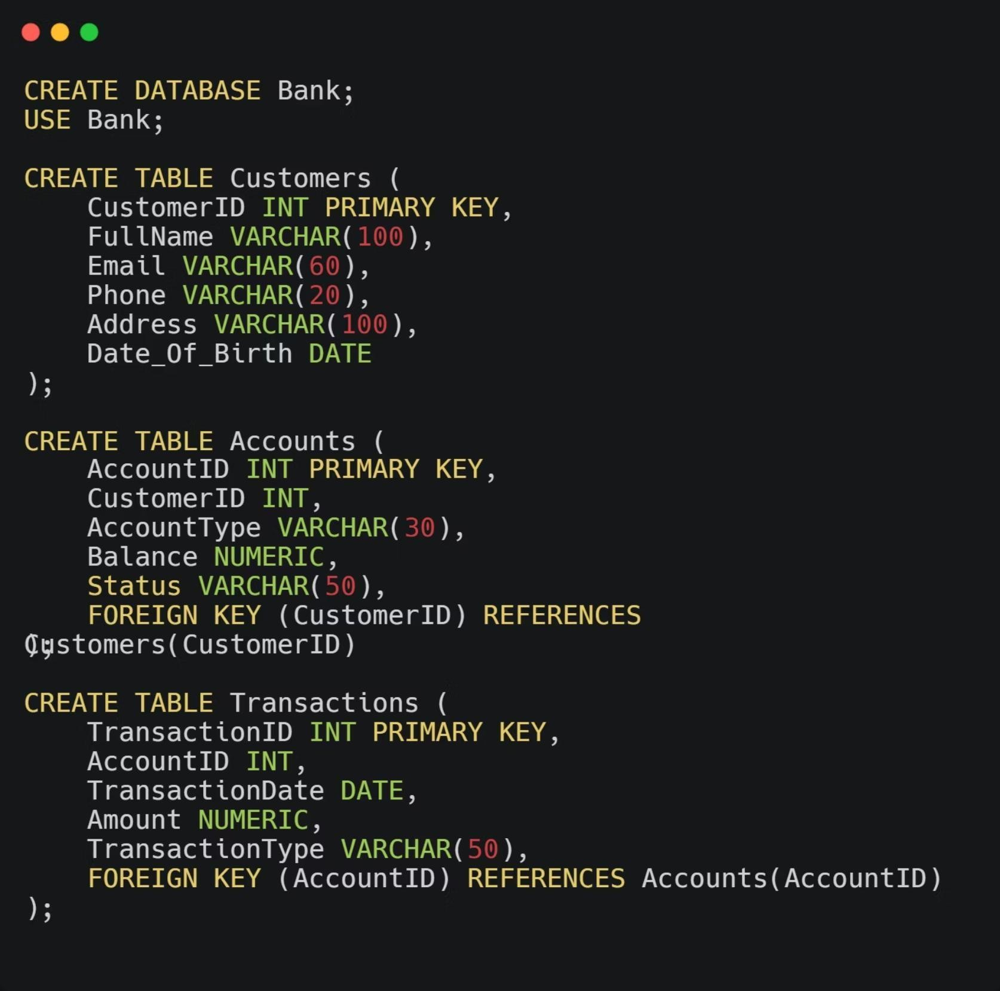 CREATE DATABASE Bank;
USE Bank;
CREATE TABLE Customers (
    CustomerID INT PRIMARY KEY,
    FullName VARCHAR(100),
    Email VARCHAR(60),
    Phone VARCHAR(20),
    Address VARCHAR(100),
    Date_Of_Birth DATE
);
CREATE TABLE Accounts (
    AccountID INT PRIMARY KEY,
    CustomerID INT,
    AccountType VARCHAR(30),
    Balance NUMERIC,
    Status VARCHAR(50),
    FOREIGN KEY (CustomerID) REFERENCES
Customers(CustomerID)
);
CREATE TABLE Transactions (
    TransactionID INT PRIMARY KEY,
    AccountID INT,
    TransactionDate DATE,
    Amount NUMERIC,
    TransactionType VARCHAR(50),
    FOREIGN KEY (AccountID) REFERENCES Accounts(AccountID)
);